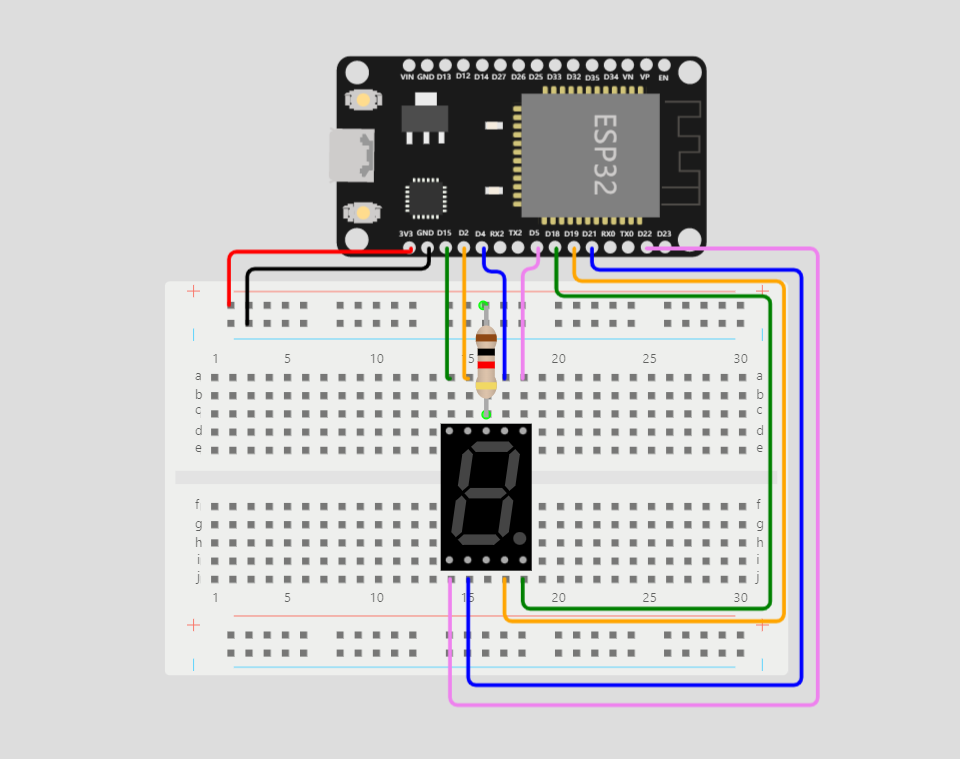 VIN GND D13 D12 D14 D27 D26 D25 D33 D32 D35 D34 VN VP EN
ESP32
3V3 GND D15 D2 D4 RX2 TX2 D5 D18 D19 D21 RX0 TX0 D22 D23
+ +
1 5 10 15 20 25 30
a a
b b
c c
d d
e e
f f
g g
h h
i i
j j
1 5 10 15 20 25 30
+ +